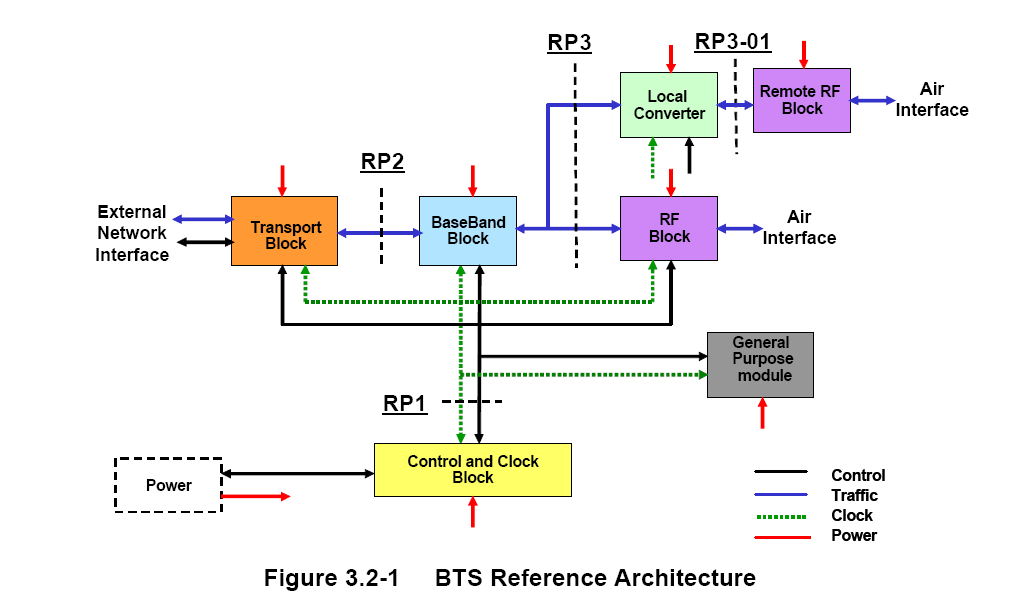 RP3
RP3-01
Local
Converter
Remote RF
Block
Air
Interface
RP2
External
Network
Interface
Transport
Block
BaseBand
Block
RF
Block
Air
Interface
General
Purpose
module
RP1
Control and Clock
Block
Power
Control
Traffic
Clock
Power
Figure 3.2-1 BTS Reference Architecture